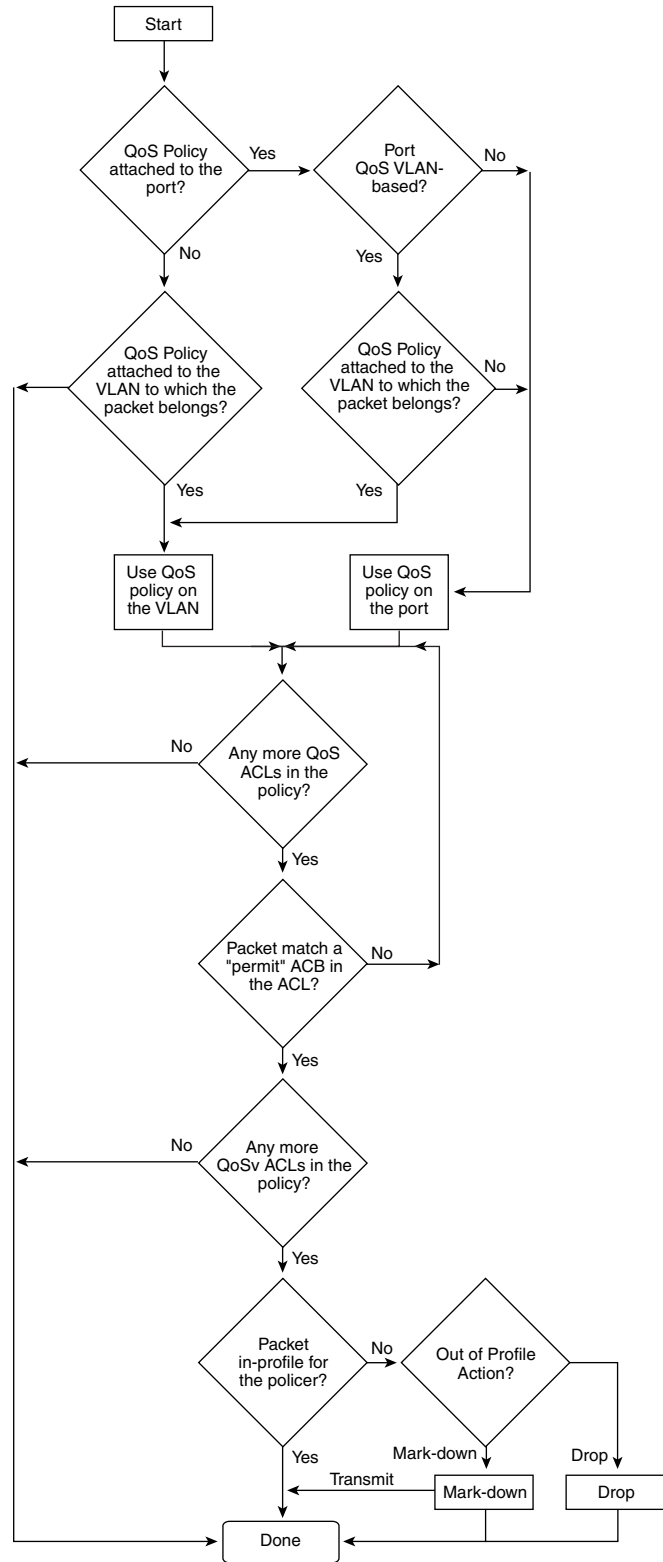 Start
QoS Policy
attached to the
port?
Yes
Port
QoS VLAN-
based?
No
No
Yes
QoS Policy
attached to the
VLAN to which the
packet belongs?
QoS Policy
attached to the
VLAN to which the
packet belongs?
No
Yes
Yes
Use QoS
policy on
the VLAN
Use QoS
policy on
the port
No
Any more QoS
ACLs in the
policy?
Yes
Packet match a
"permit" ACB in
the ACL?
No
Yes
No
Any more
QoSv ACLs in the
policy?
Yes
Packet
in-profile for
the policer?
No
Out of Profile
Action?
Yes
Mark-down
Drop
Transmit
Mark-down
Drop
Done